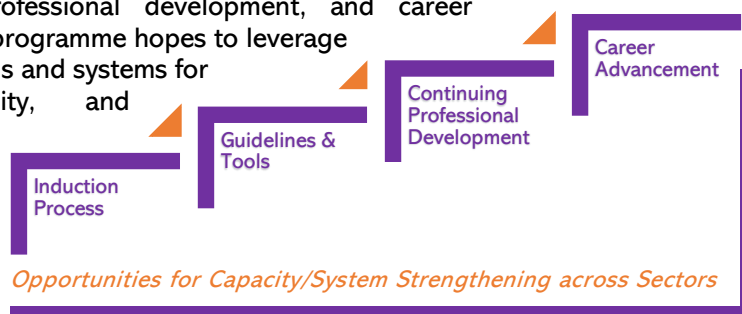 professional development, and career
programme hopes to leverage
s and systems for
ity, and
Career
Advancement
Continuing
Professional
Development
Guidelines &
Tools
Induction
Process
Opportunities for Capacity/System Strengthening across Sectors